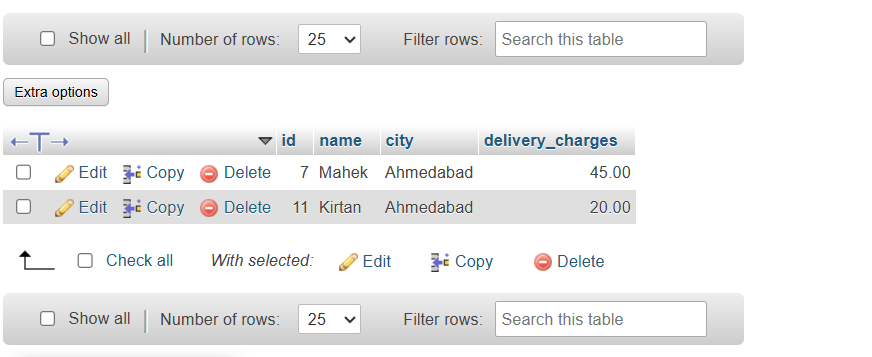 Show all Number of rows: 25 Filter rows: Search this table
Extra options
id name city delivery_charges
Edit Copy Delete 7 Mahek Ahmedabad 45.00
Edit Copy Delete 11 Kirtan Ahmedabad 20.00
Check all With selected: Edit Copy Delete
Show all Number of rows: 25 Filter rows: Search this table